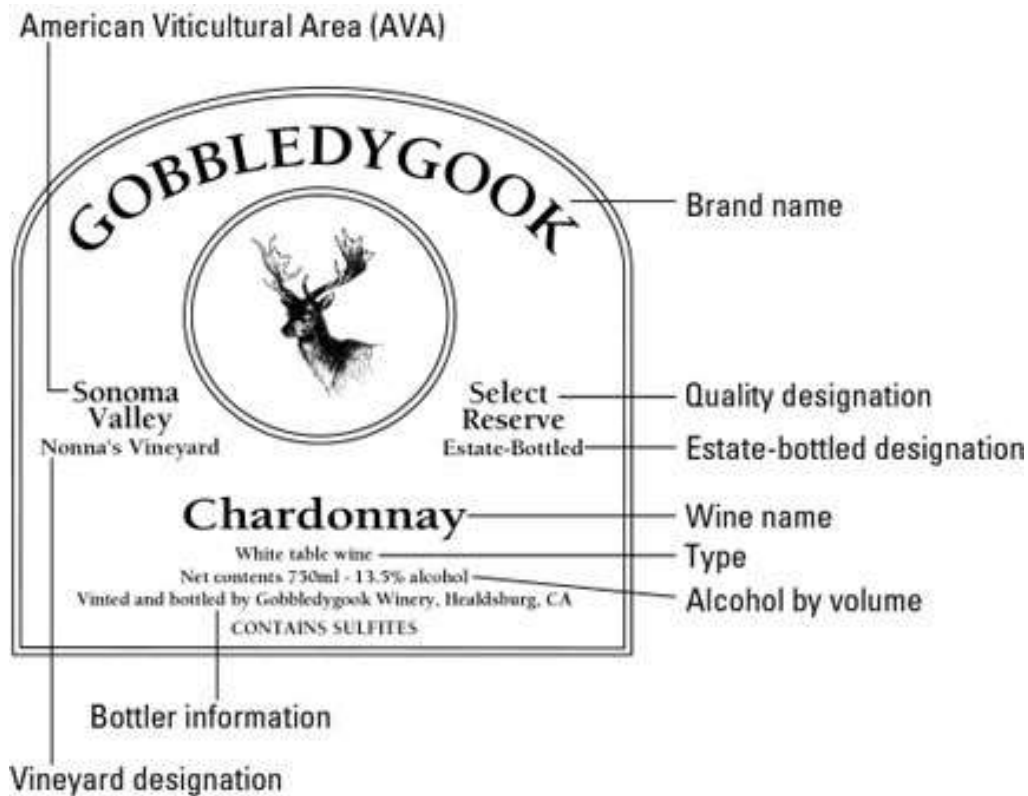 American Viticultural Area (AVA)
GOBBLEDYGOOK
Brand name
Sonoma
Valley
Nonna's Vineyard
Select
Reserve
Estate-Bottled
Quality designation
Estate-bottled designation
Chardonnay
Wine name
White table wine
Type
Net contents 750ml - 13.5% alcohol
Alcohol by volume
Vinted and bottled by Gobbledygook Winery, Healdsburg, CA
CONTAINS SULFITES
Bottler information
Vineyard designation